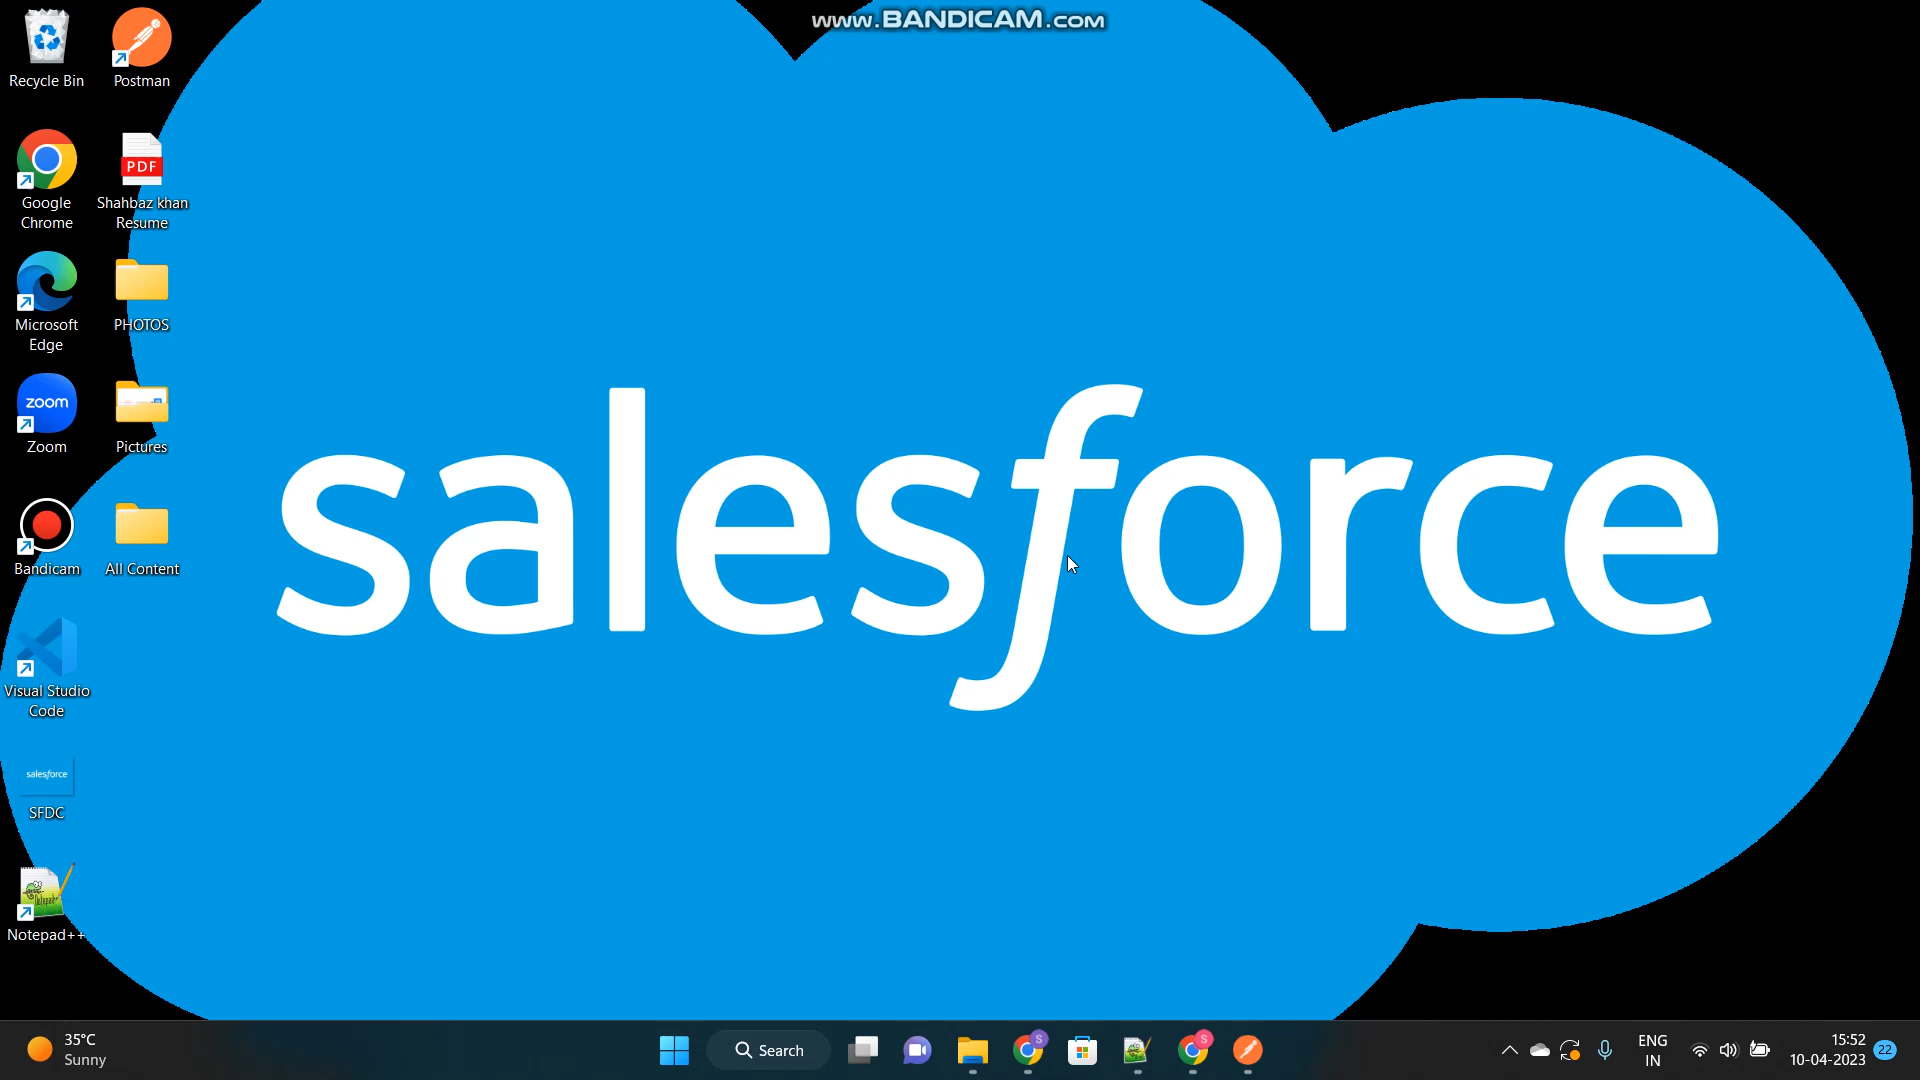 www.BANDICAM.com
Recycle Bin
Postman
Google
Chrome
PDF
Shahbaz khan
Resume
Microsoft
Edge
PHOTOS
zoom
Zoom
Pictures
Bandicam
All Content
Visual Studio
Code
salesforce
SFDC
Notepad++
salesforce
35°C
Sunny
Search
S
S
ENG
IN
15:52
10-04-2023
22